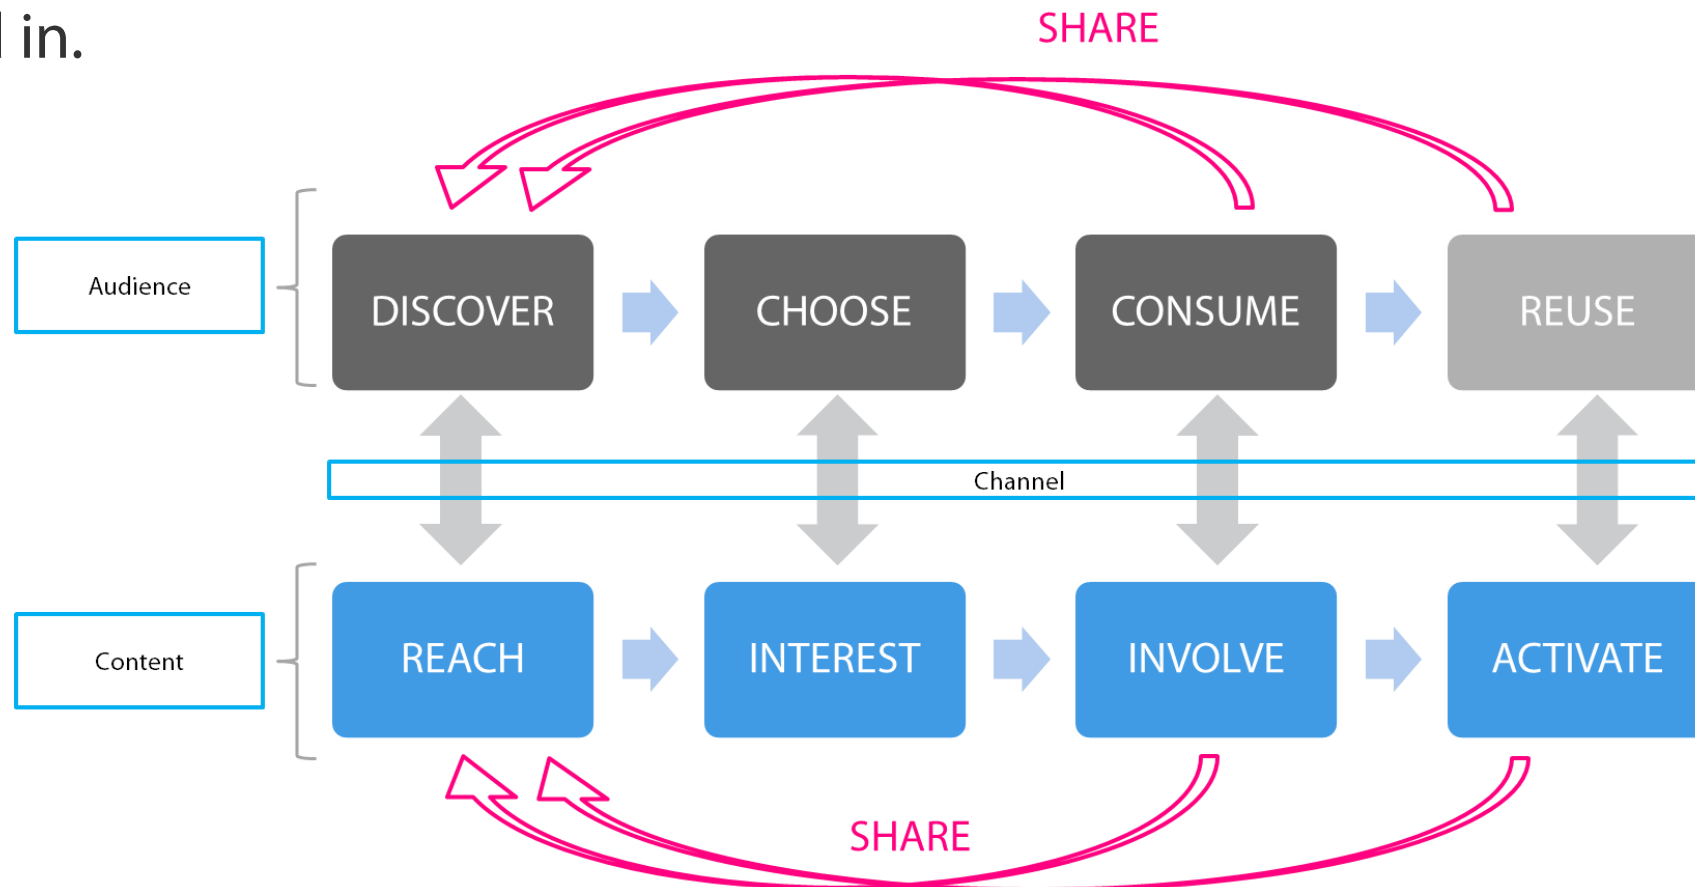 in.
SHARE
Audience
DISCOVER
CHOOSE
CONSUME
REUSE
Channel
Content
REACH
INTEREST
INVOLVE
ACTIVATE
SHARE